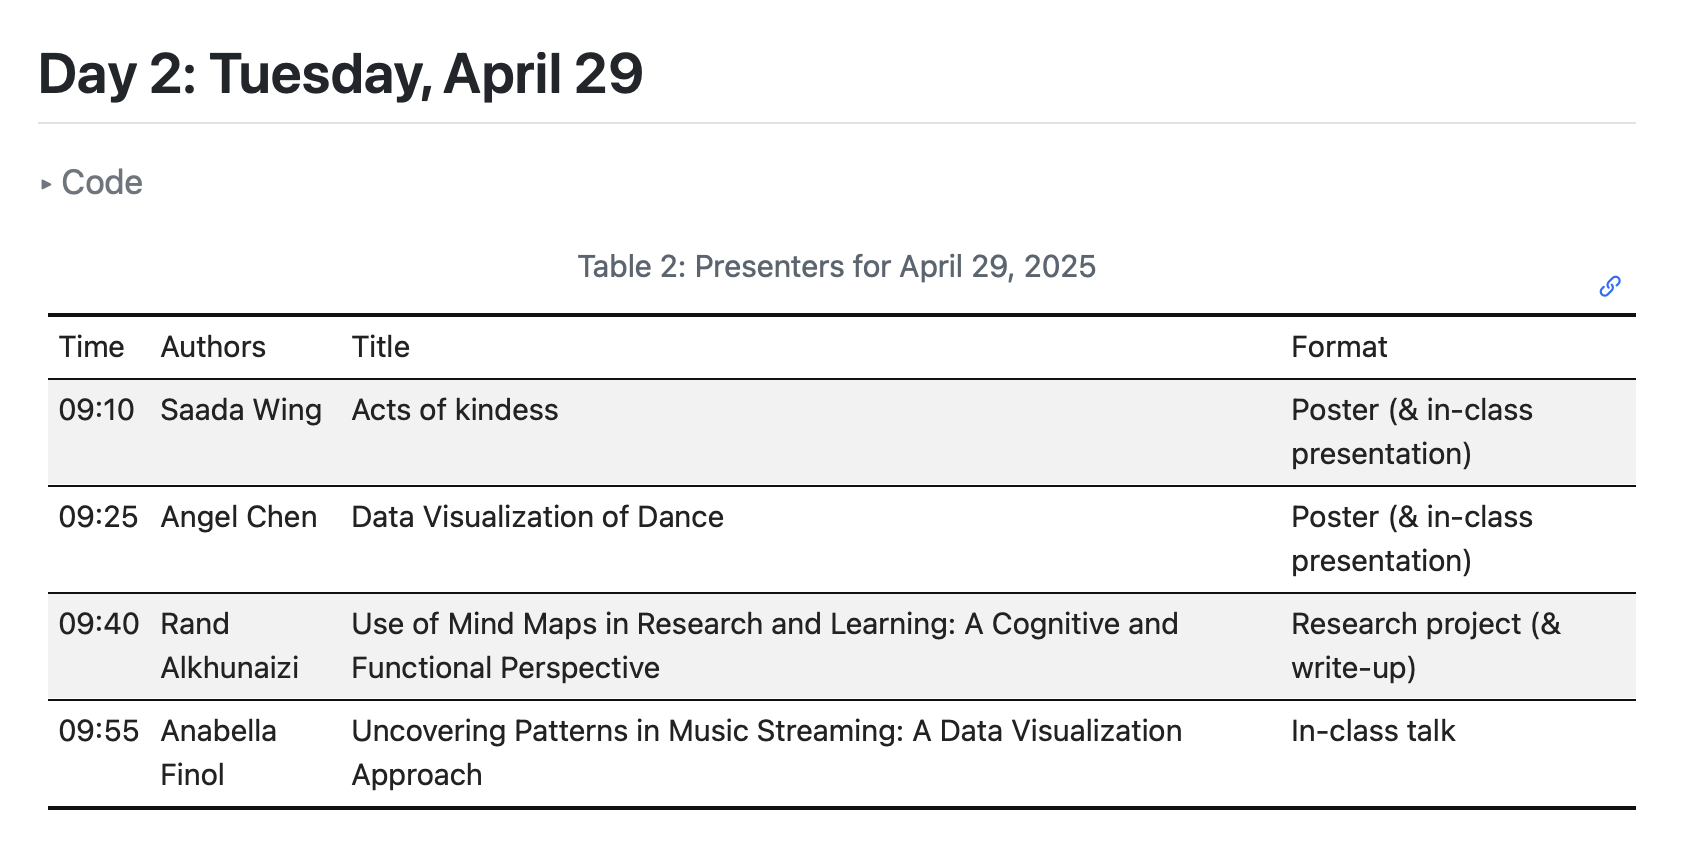 Day 2: Tuesday, April 29
Code
Table 2: Presenters for April 29, 2025
Time Authors Title Format
09:10 Saada Wing Acts of kindess Poster (& in-class
presentation)
09:25 Angel Chen Data Visualization of Dance Poster (& in-class
presentation)
09:40 Rand Use of Mind Maps in Research and Learning: A Cognitive and Research project (&
Alkhunaizi Functional Perspective write-up)
09:55 Anabella Uncovering Patterns in Music Streaming: A Data Visualization In-class talk
Finol Approach